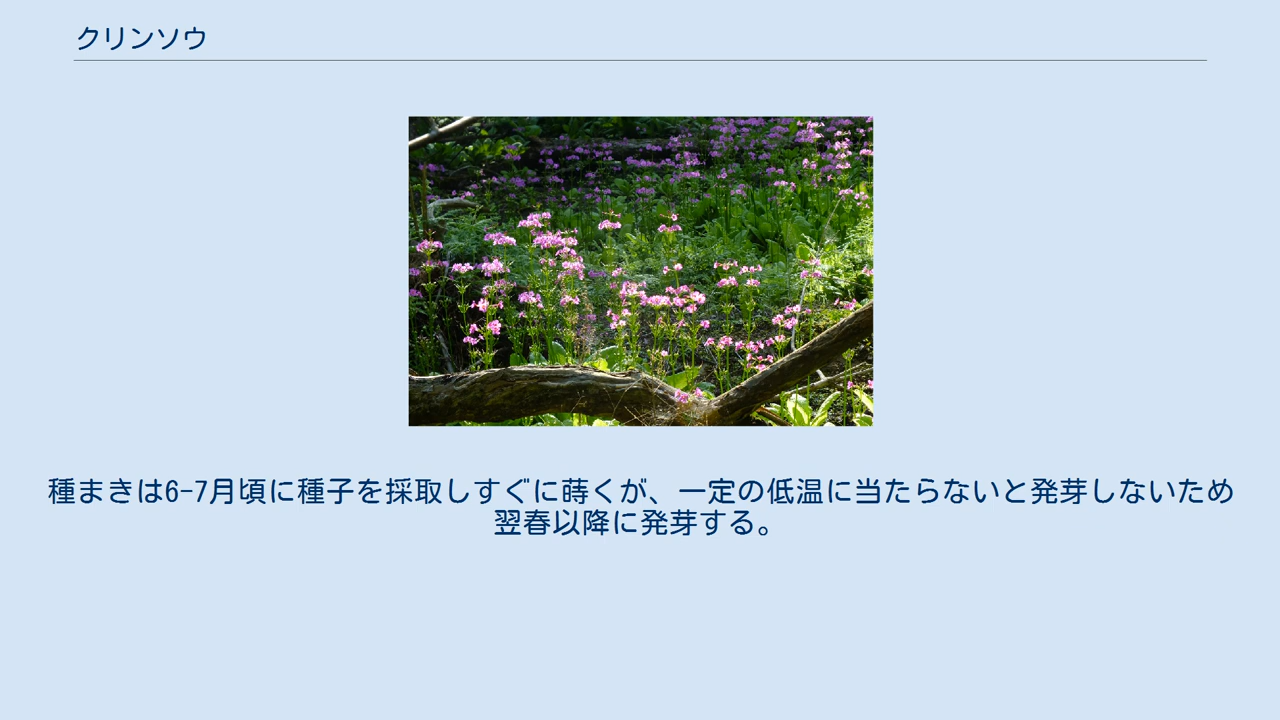 クリンソウ
種まきは6-7月頃に種子を採取しすぐに蒔くが、一定の低温に当たらないと発芽しないため
翌春以降に発芽する。